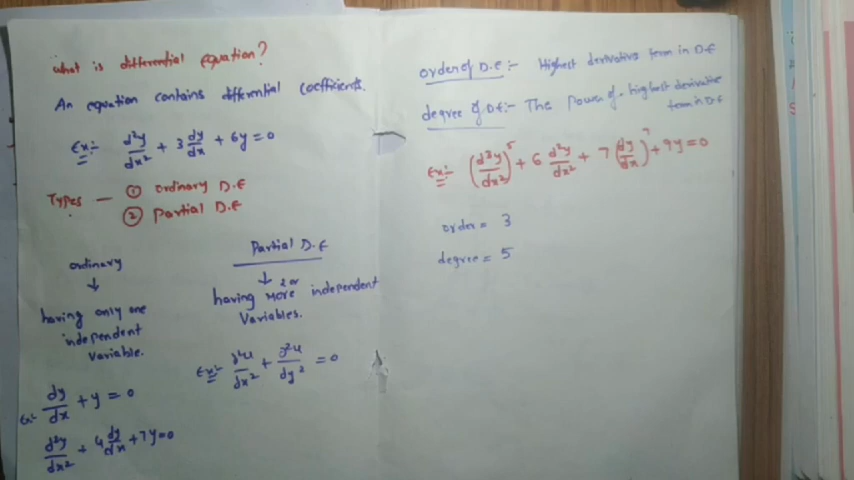 What is differential equation?
An equation contains differential coefficients.
Ex:- d²y/dx² + 3 dy/dx + 6y = 0
Types — ① ordinary D.E
② Partial D.E
ordinary
↓
having only one
independent
variable.
Ex:- dy/dx + y = 0
d²y/dx² + 4 dy/dx + 7y = 0
Partial D.E
↓ 2 or
having more independent
Variables.
Ex:- ∂²u/dx² + ∂²u/dy² = 0
order of D.E:- Highest derivative term in D.E
degree of D.E:- The Power of highest derivative
term in D.E
Ex:- (d³y/dx²)⁵ + 6 d²y/dx² + 7 (dy/dx)⁷ + 9y = 0
order = 3
degree = 5